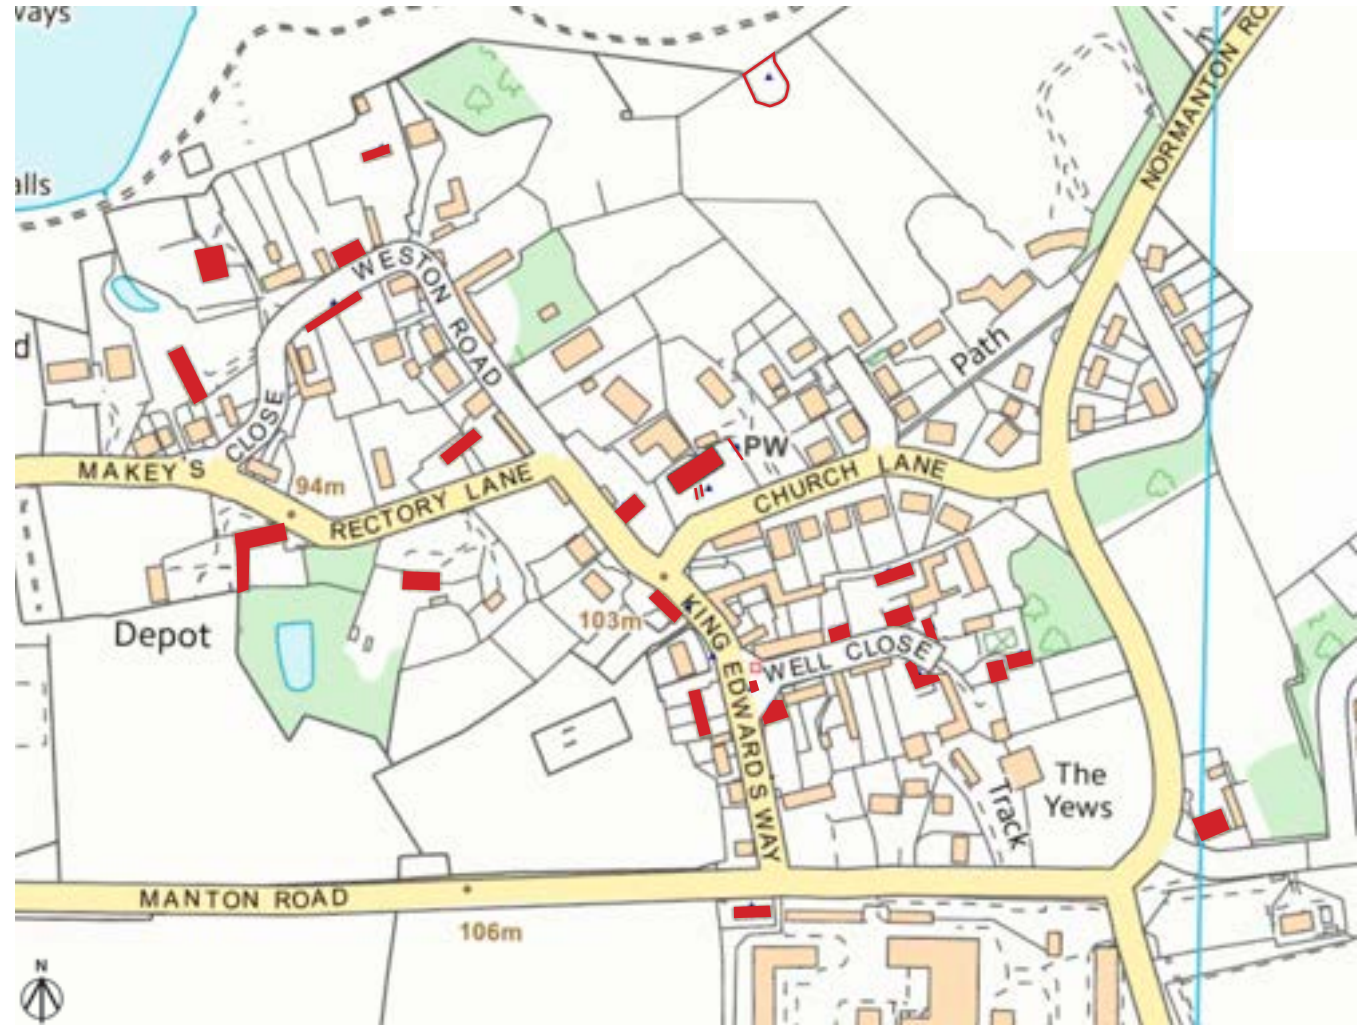 ways
alls
d
NORMANTON RO
WESTON ROAD
Path
MAKEY'S CLOSE
94m
RECTORY LANE
PW
CHURCH LANE
Depot
103m
KING EDWARDS WAY
WELL CLOSE
The
Yews
Track
MANTON ROAD
106m
N